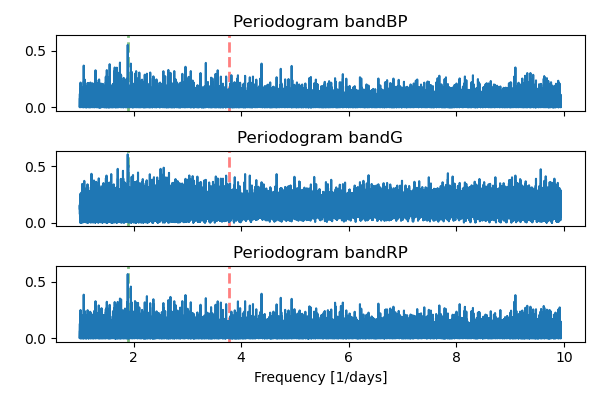 Periodogram bandBP
0.5
0.0
Periodogram bandG
0.5
0.0
Periodogram bandRP
0.5
0.0
2 4 6 8 10
Frequency [1/days]